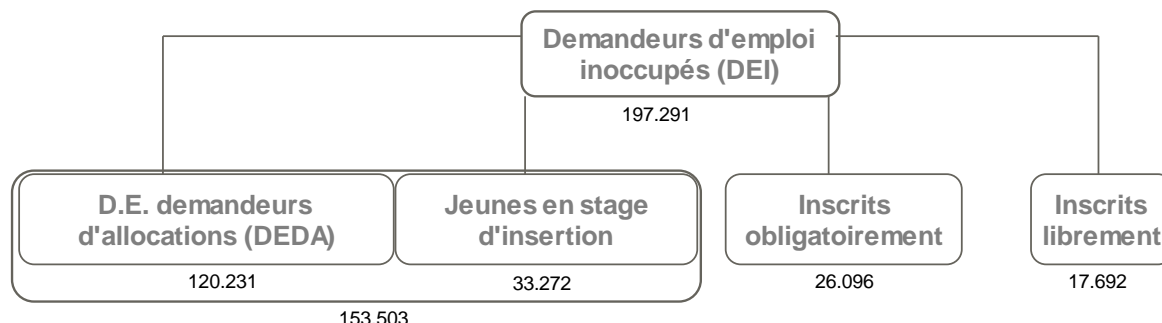 Demandeurs d'emploi
inoccupés (DEI)
197.291
D.E. demandeurs
d'allocations (DEDA)
120.231
Jeunes en stage
d'insertion
33.272
Inscrits
obligatoirement
26.096
Inscrits
librement
17.692
153.503